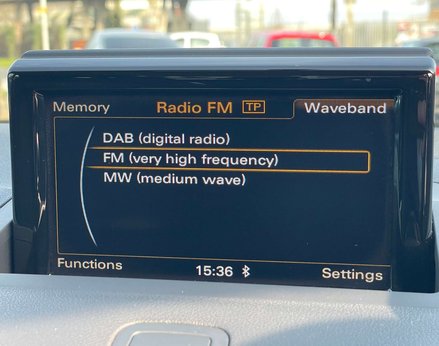 Memory Radio FM TP Waveband
DAB (digital radio)
FM (very high frequency)
MW (medium wave)
Functions 15:36 Settings